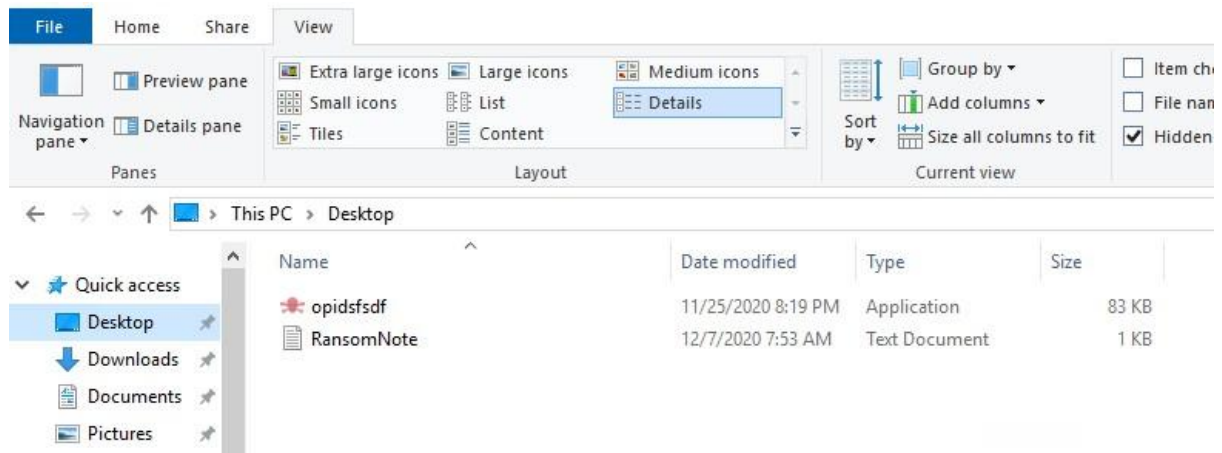 File Home Share View
Preview pane
Details pane
Navigation
pane
Panes
Extra large icons Large icons Medium icons
Small icons List Details
Tiles Content
Layout
Sort
by
Group by
Add columns
Size all columns to fit
Current view
Item che
File nam
Hidden
This PC > Desktop
Quick access
Desktop
Downloads
Documents
Pictures
Name Date modified Type Size
opidsfsdf 11/25/2020 8:19 PM Application 83 KB
RansomNote 12/7/2020 7:53 AM Text Document 1 KB